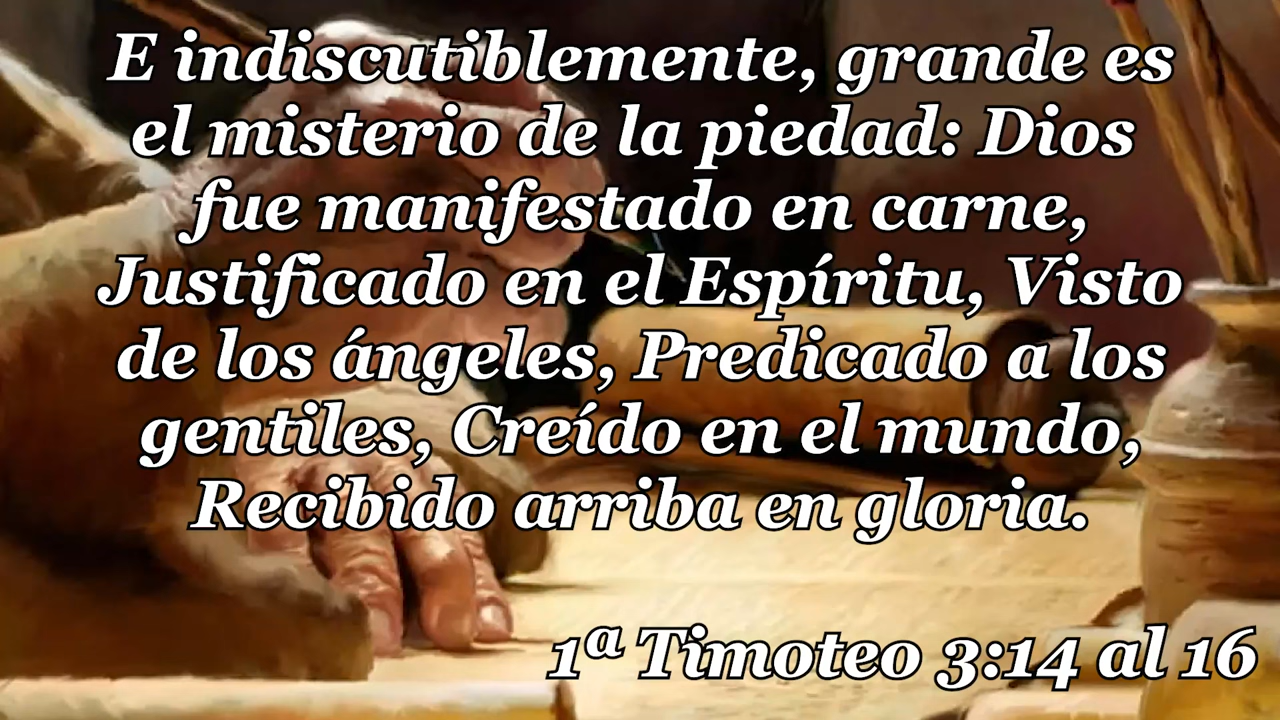 E indiscutiblemente, grande es
el misterio de la piedad: Dios
fue manifestado en carne,
Justificado en el Espíritu, Visto
de los ángeles, Predicado a los
gentiles, Creído en el mundo,
Recibido arriba en gloria.
1ª Timoteo 3:14 al 16